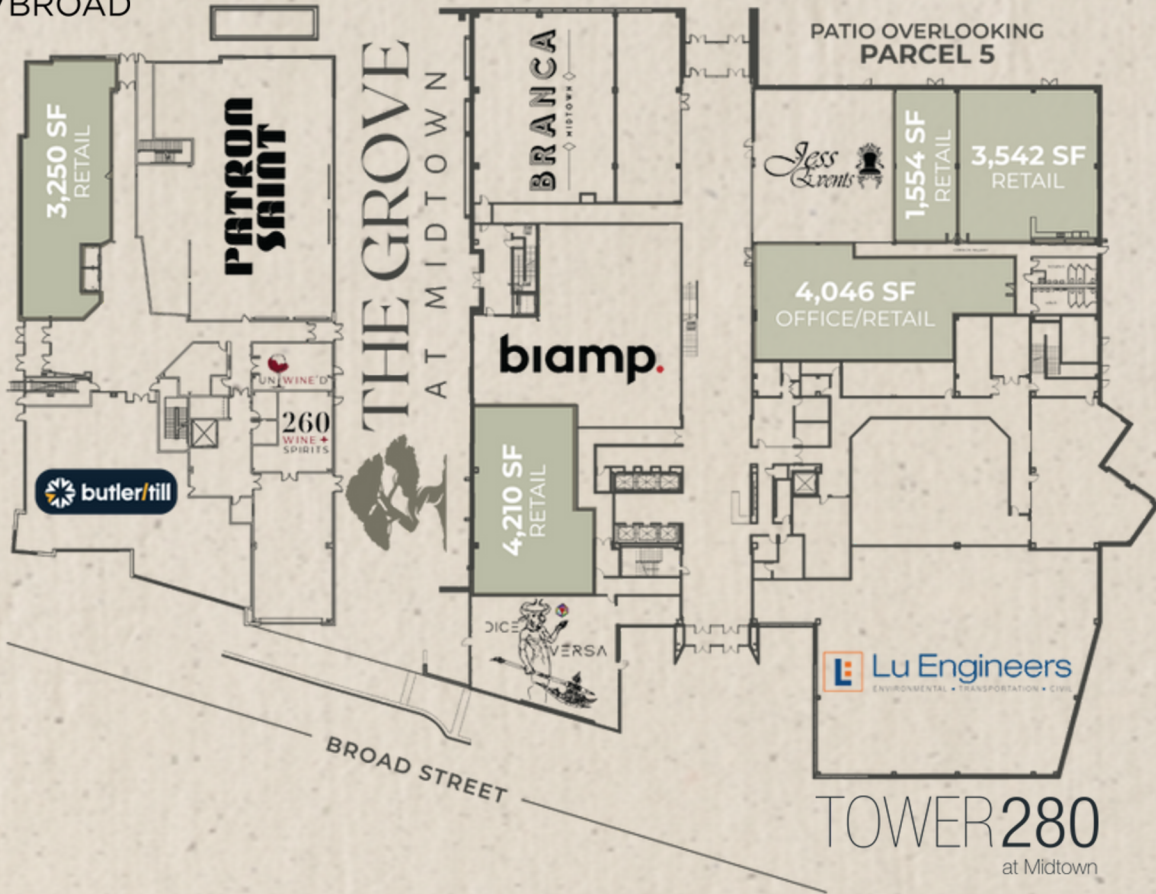 /BROAD
PATIO OVERLOOKING
PARCEL 5
3,250 SF
RETAIL
PATRON
SAINT
THE GROVE
AT MIDTOWN
BRANCA
MIDTOWN
Jess
Events
1,554 SF
RETAIL
3,542 SF
RETAIL
4,046 SF
OFFICE/RETAIL
biamp.
UNWINE'D
260
WINE +
SPIRITS
butler/till
4,210 SF
RETAIL
DICE
VERSA
Lu Engineers
ENVIRONMENTAL • TRANSPORTATION • CIVIL
BROAD STREET
TOWER 280
at Midtown